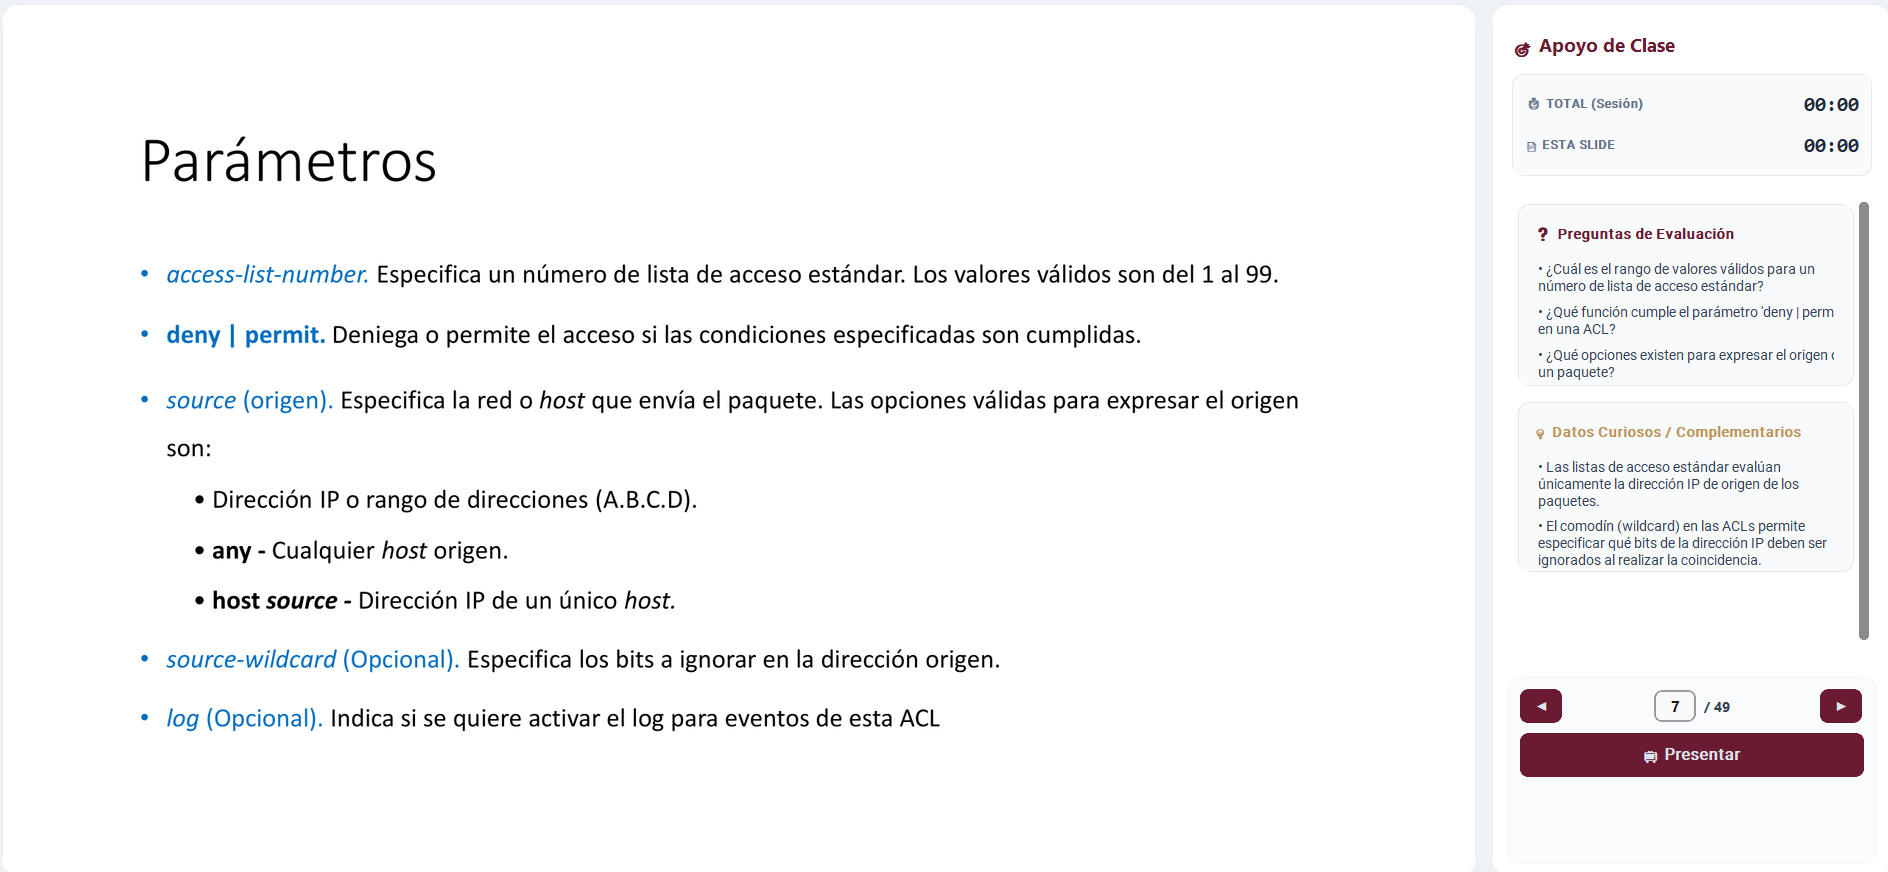 Parámetros
• access-list-number. Especifica un número de lista de acceso estándar. Los valores válidos son del 1 al 99.
• deny | permit. Deniega o permite el acceso si las condiciones especificadas son cumplidas.
• source (origen). Especifica la red o host que envía el paquete. Las opciones válidas para expresar el origen
son:
• Dirección IP o rango de direcciones (A.B.C.D).
• any - Cualquier host origen.
• host source - Dirección IP de un único host.
• source-wildcard (Opcional). Especifica los bits a ignorar en la dirección origen.
• log (Opcional). Indica si se quiere activar el log para eventos de esta ACL
Apoyo de Clase
TOTAL (Sesión) 00:00
ESTA SLIDE 00:00
? Preguntas de Evaluación
• ¿Cuál es el rango de valores válidos para un
número de lista de acceso estándar?
• ¿Qué función cumple el parámetro 'deny | perm
en una ACL?
• ¿Qué opciones existen para expresar el origen
un paquete?
Datos Curiosos / Complementarios
• Las listas de acceso estándar evalúan
únicamente la dirección IP de origen de los
paquetes.
• El comodín (wildcard) en las ACLs permite
especificar qué bits de la dirección IP deben ser
ignorados al realizar la coincidencia.
◄ 7 / 49 ►
Presentar